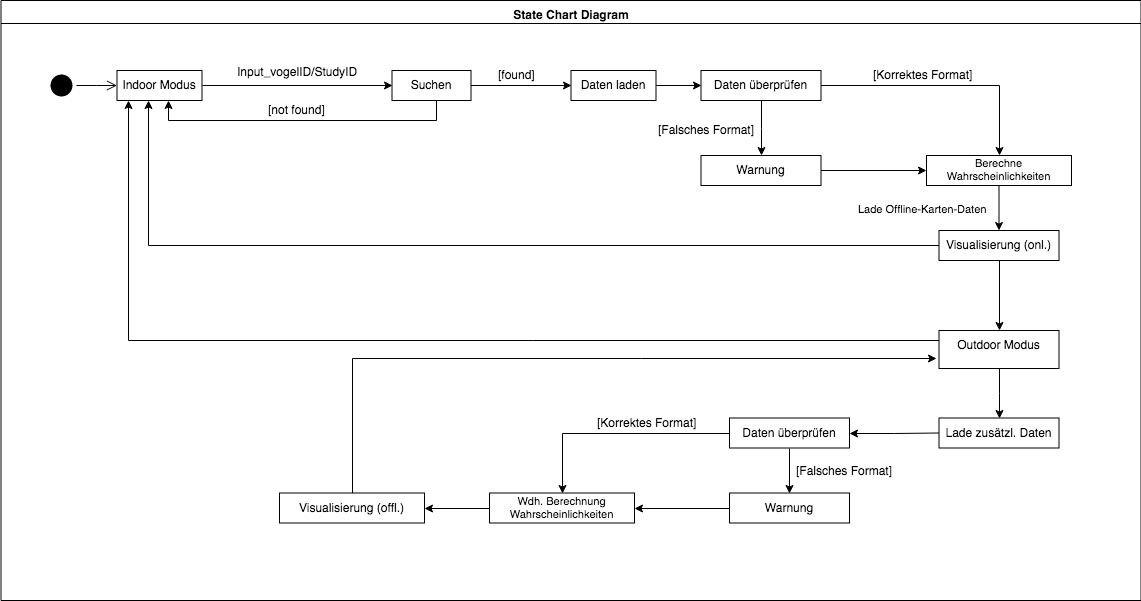 State Chart Diagram
Indoor Modus
Input_vogelID/StudyID
Suchen
[found]
Daten laden
Daten überprüfen
[Korrektes Format]
[not found]
[Falsches Format]
Warnung
Berechne
Wahrscheinlichkeiten
Lade Offline-Karten-Daten
Visualisierung (onl.)
Outdoor Modus
Lade zusätzl. Daten
Daten überprüfen
[Korrektes Format]
[Falsches Format]
Warnung
Wdh. Berechnung
Wahrscheinlichkeiten
Visualisierung (offl.)